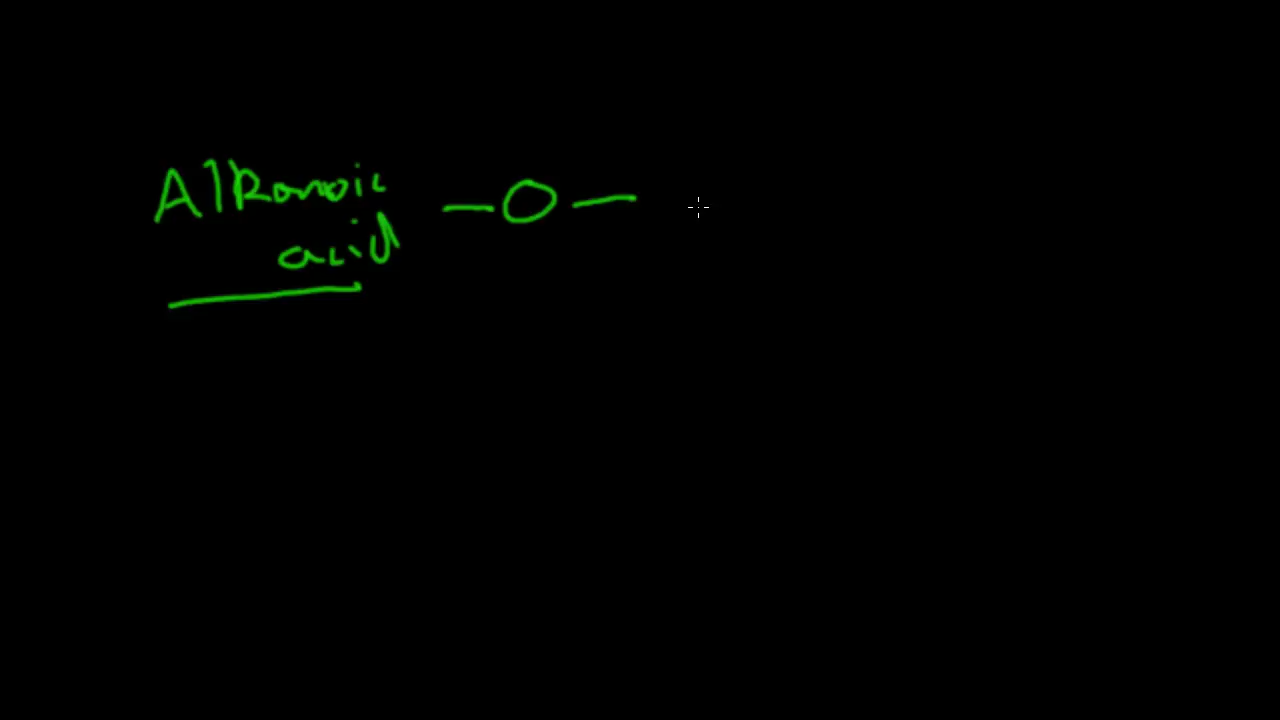 Alkanoic — O —
acid